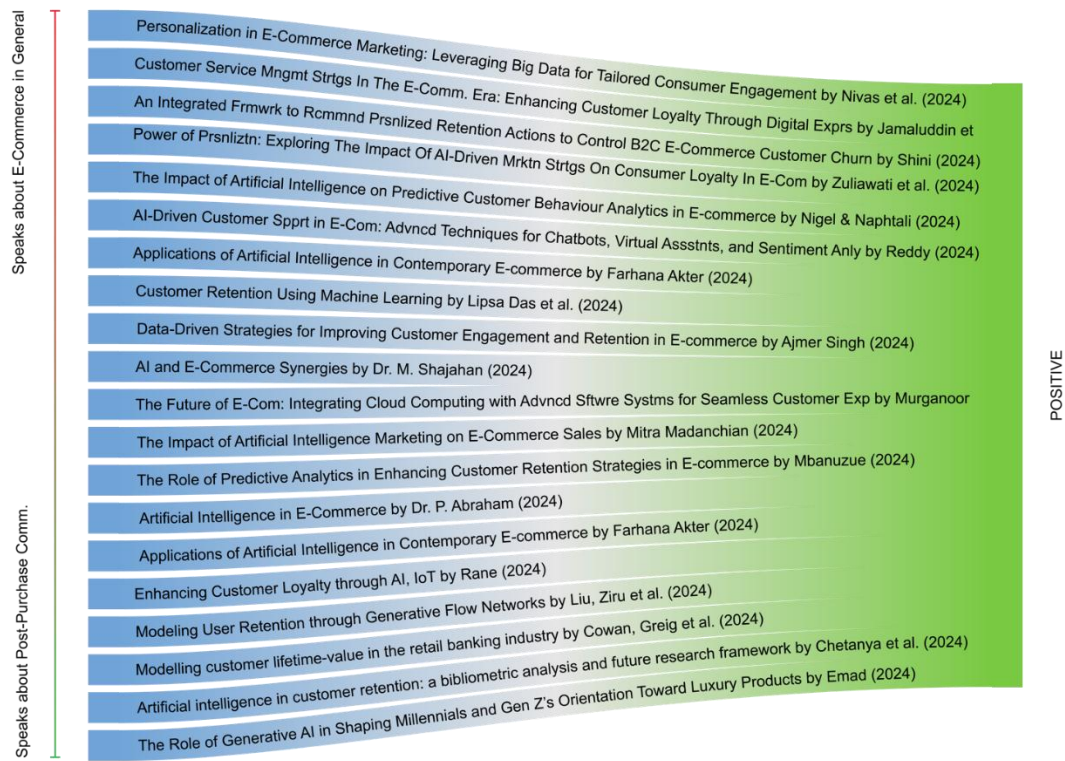 Speaks about E-Commerce in General
Speaks about Post-Purchase Comm.
Personalization in E-Commerce Marketing: Leveraging Big Data for Tailored Consumer Engagement by Nivas et al. (2024)
Customer Service Mngmt Strtgs In The E-Comm. Era: Enhancing Customer Loyalty Through Digital Exprs by Jamaluddin et
An Integrated Frmwrk to Rcmmnd Prsnlized Retention Actions to Control B2C E-Commerce Customer Churn by Shini (2024)
Power of Prsnliztn: Exploring The Impact Of AI-Driven Mrktn Strtgs On Consumer Loyalty In E-Com by Zuliawati et al. (2024)
The Impact of Artificial Intelligence on Predictive Customer Behaviour Analytics in E-commerce by Nigel & Naphtali (2024)
AI-Driven Customer Spprt in E-Com: Advncd Techniques for Chatbots, Virtual Assstnts, and Sentiment Anly by Reddy (2024)
Applications of Artificial Intelligence in Contemporary E-commerce by Farhana Akter (2024)
Customer Retention Using Machine Learning by Lipsa Das et al. (2024)
Data-Driven Strategies for Improving Customer Engagement and Retention in E-commerce by Ajmer Singh (2024)
AI and E-Commerce Synergies by Dr. M. Shajahan (2024)
The Future of E-Com: Integrating Cloud Computing with Advncd Sftwre Systms for Seamless Customer Exp by Murganoor
The Impact of Artificial Intelligence Marketing on E-Commerce Sales by Mitra Madanchian (2024)
The Role of Predictive Analytics in Enhancing Customer Retention Strategies in E-commerce by Mbanuzue (2024)
Artificial Intelligence in E-Commerce by Dr. P. Abraham (2024)
Applications of Artificial Intelligence in Contemporary E-commerce by Farhana Akter (2024)
Enhancing Customer Loyalty through AI, IoT by Rane (2024)
Modeling User Retention through Generative Flow Networks by Liu, Ziru et al. (2024)
Modelling customer lifetime-value in the retail banking industry by Cowan, Greig et al. (2024)
Artificial intelligence in customer retention: a bibliometric analysis and future research framework by Chetanya et al. (2024)
The Role of Generative AI in Shaping Millennials and Gen Z's Orientation Toward Luxury Products by Emad (2024)
POSITIVE